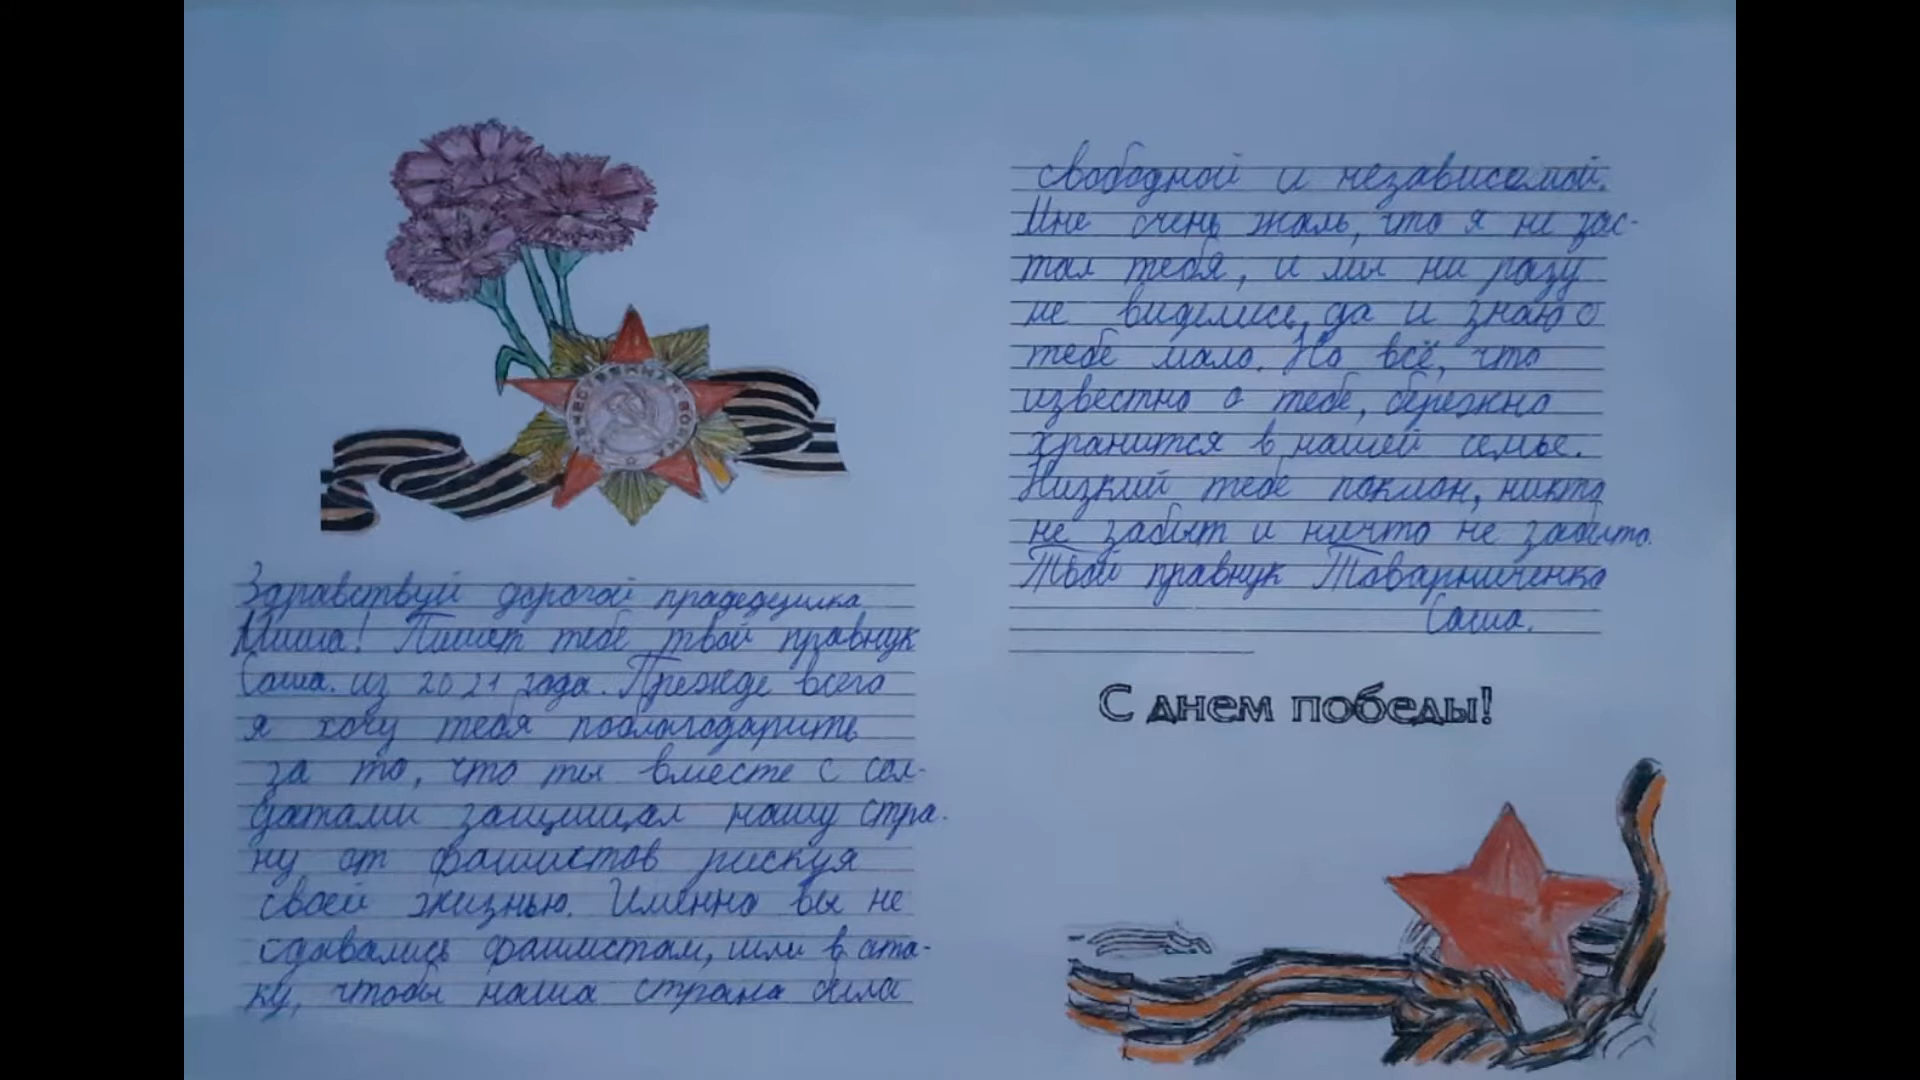 Здравствуй дорогой прадедушка
Миша! Пишет тебе твой правнук
Саша. из 2021 года. Прежде всего
я хочу тебя поблагодарить
за то, что ты вместе с сол-
датами защищал нашу стра-
ну от фашистов рискуя
своей жизнью. Именно вы не
сдавались фашистам, шли в ата-
ку, чтобы наша страна была
свободной и независимой.
Мне очень жаль, что я не зас-
тал тебя, и мы ни разу
не виделись, да и знаю о
тебе мало. Но всё, что
известно о тебе, бережно
хранится в нашей семье.
Низкий тебе поклон, никто
не забыт и ничто не забыто.
Твой правнук Товарниченко
Саша.
С днем победы!